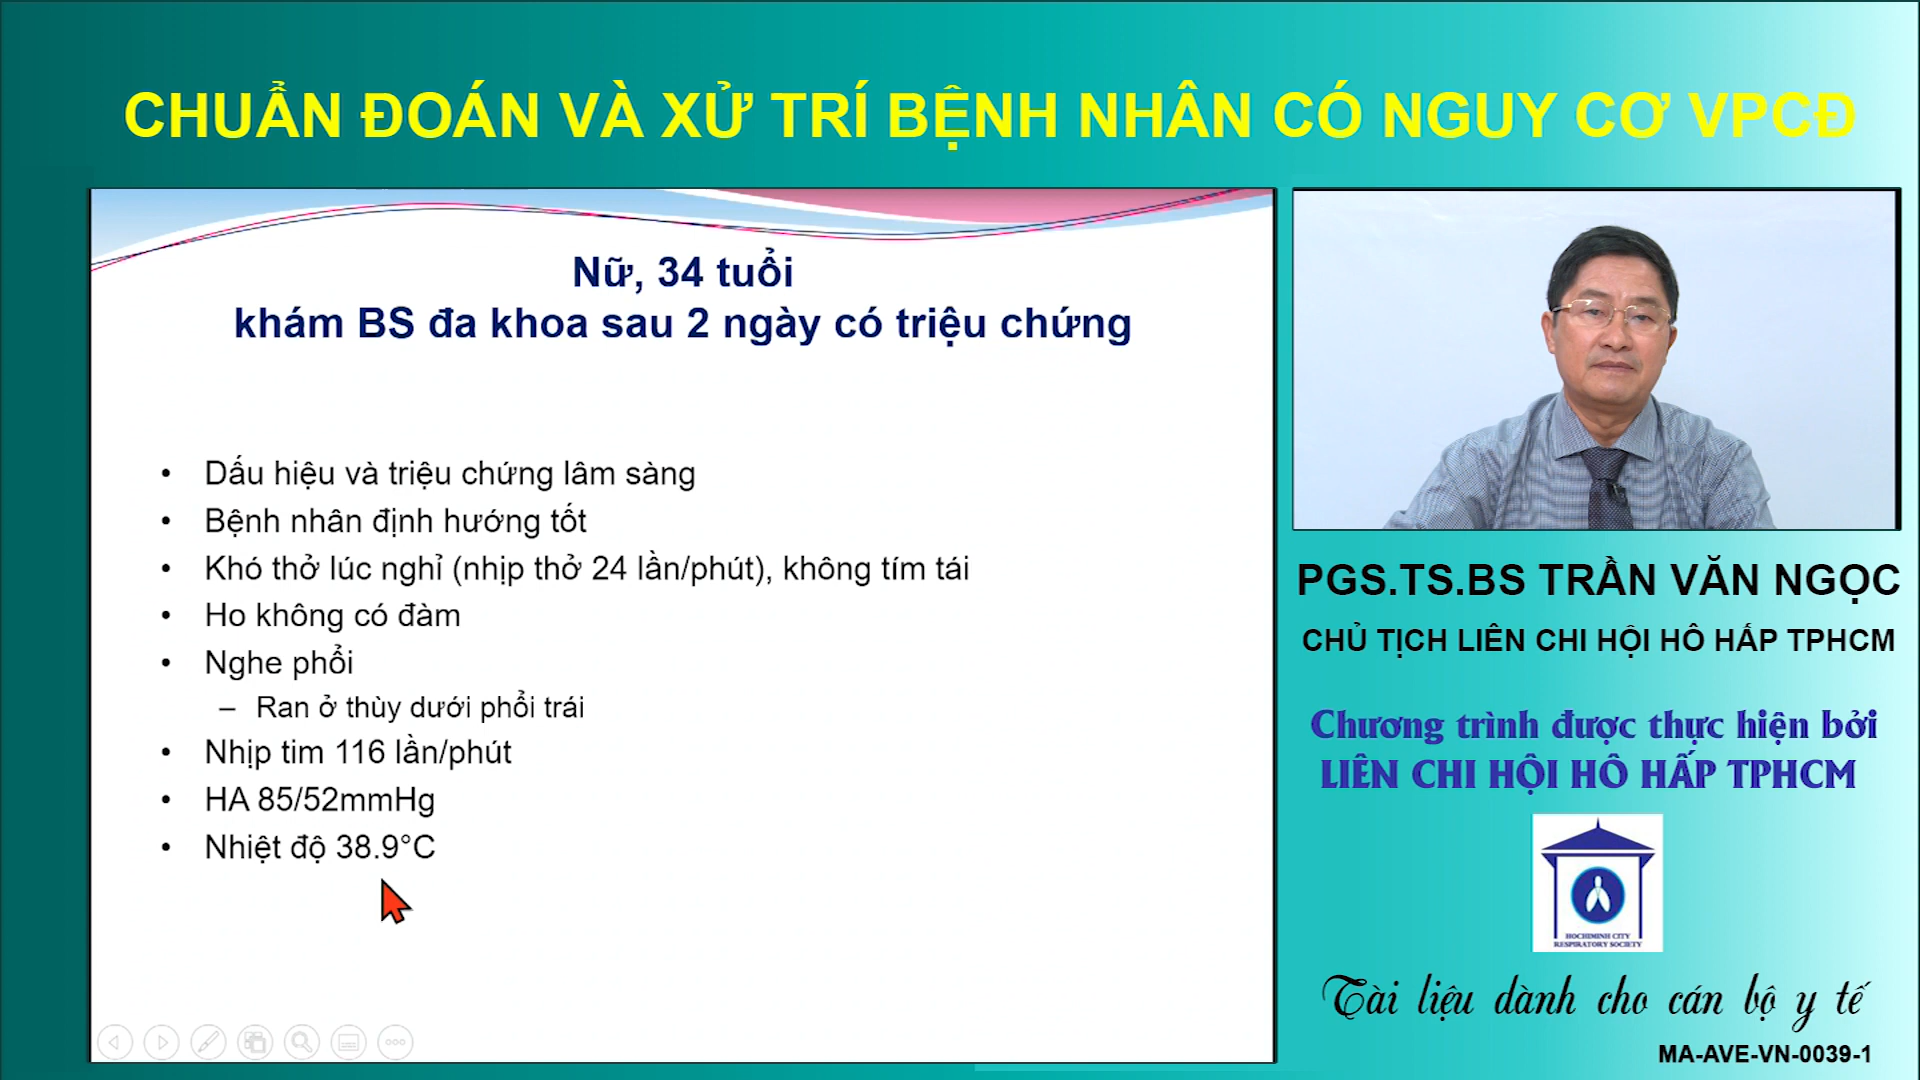 CHUẨN ĐOÁN VÀ XỬ TRÍ BỆNH NHÂN CÓ NGUY CƠ VPCĐ
Nữ, 34 tuổi
khám BS đa khoa sau 2 ngày có triệu chứng
• Dấu hiệu và triệu chứng lâm sàng
• Bệnh nhân định hướng tốt
• Khó thở lúc nghỉ (nhịp thở 24 lần/phút), không tím tái
• Ho không có đàm
• Nghe phổi
– Ran ở thùy dưới phổi trái
• Nhịp tim 116 lần/phút
• HA 85/52mmHg
• Nhiệt độ 38.9°C
PGS.TS.BS TRẦN VĂN NGỌC
CHỦ TỊCH LIÊN CHI HỘI HÔ HẤP TPHCM
Chương trình được thực hiện bởi
LIÊN CHI HỘI HÔ HẤP TPHCM
HOCHIMINH CITY
RESPIRATORY SOCIETY
Tài liệu dành cho cán bộ y tế
MA-AVE-VN-0039-1